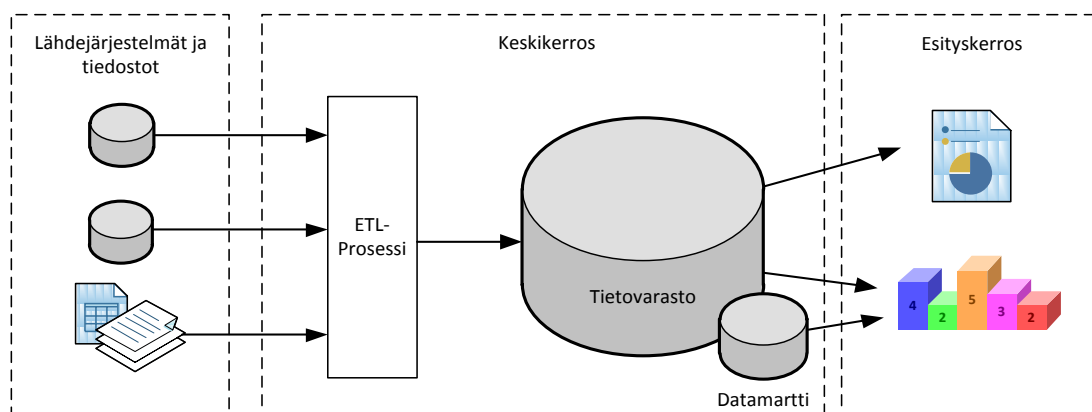 Lähdejärjestelmät ja
tiedostot
Keskikerros
Esityskerros
ETL-
Prosessi
Tietovarasto
Datamartti
4
2
5
3
2